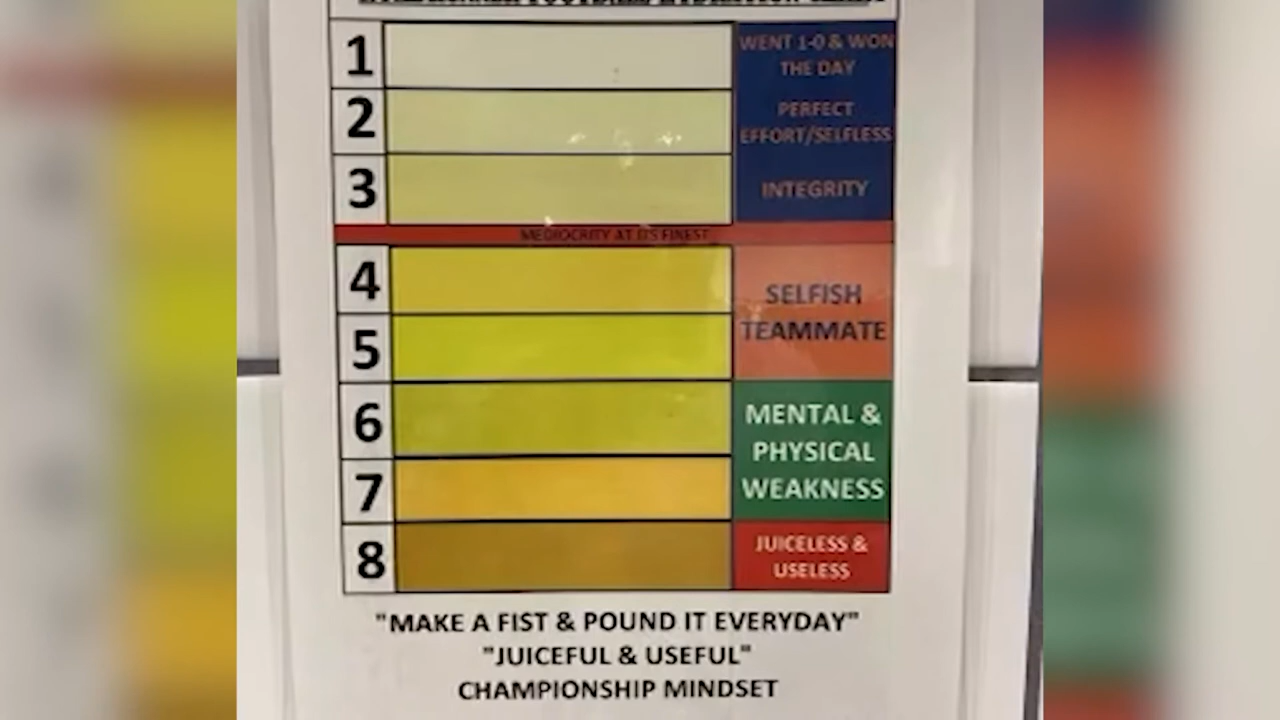 1
WENT 1-0 & WON
THE DAY
2
PERFECT
EFFORT/SELFLESS
3
INTEGRITY
MEDIOCRITY AT ITS FINEST
4
SELFISH
TEAMMATE
5
6
MENTAL &
PHYSICAL
WEAKNESS
7
8
JUICELESS &
USELESS
"MAKE A FIST & POUND IT EVERYDAY"
"JUICEFUL & USEFUL"
CHAMPIONSHIP MINDSET